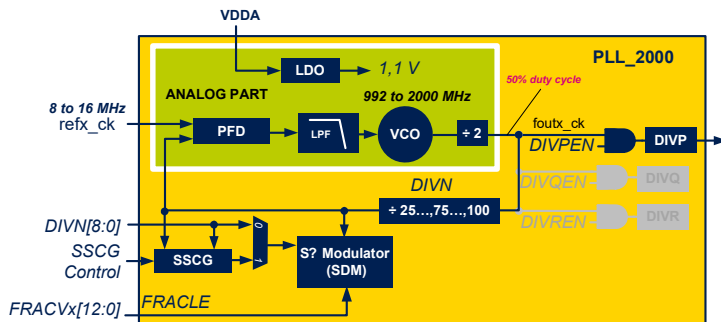 VDDA
PLL_2000
LDO
1,1 V
50% duty cycle
ANALOG PART
992 to 2000 MHz
8 to 16 MHz
refx_ck
PFD
LPF
VCO
÷ 2
foutx_ck
DIVPEN
DIVP
DIVN
DIVQEN
DIVQ
÷ 25...,75...,100
DIVREN
DIVR
DIVN[8:0]
0
1
SSCG
Control
SSCG
S? Modulator
(SDM)
FRACVx[12:0]
FRACLE